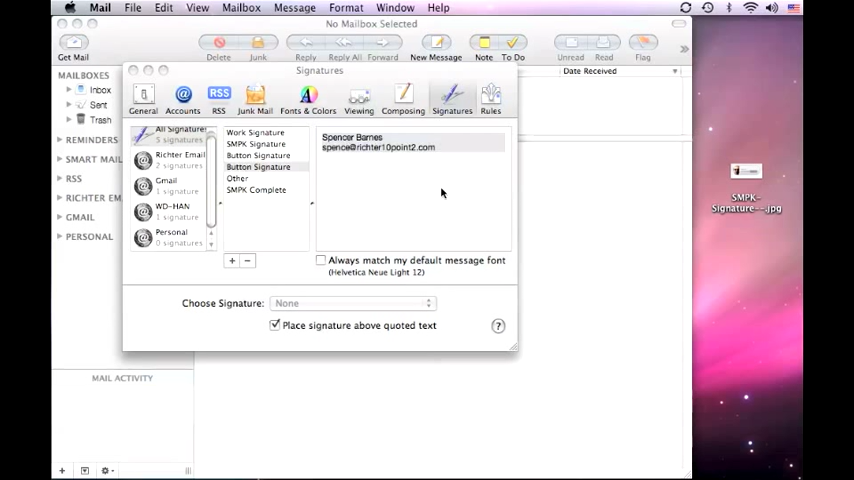 Mail File Edit View Mailbox Message Format Window Help
No Mailbox Selected
Get Mail Delete Junk Reply Reply All Forward New Message Note To Do Unread Read Flag
MAILBOXES
Date Received
Inbox
Sent
Trash
REMINDERS
SMART MAI
RSS
RICHTER EM
GMAIL
PERSONAL
MAIL ACTIVITY
Signatures
General Accounts RSS Junk Mail Fonts & Colors Viewing Composing Signatures Rules
All Signatures
5 signatures
Richter Email
2 signatures
Gmail
1 signature
WD-HAN
1 signature
Personal
0 signatures
Work Signature
SMPK Signature
Button Signature
Button Signature
Other
SMPK Complete
Spencer Barnes
spence@richter10point2.com
Always match my default message font
(Helvetica Neue Light 12)
Choose Signature: None
Place signature above quoted text
SMPK-
Signature--.jpg